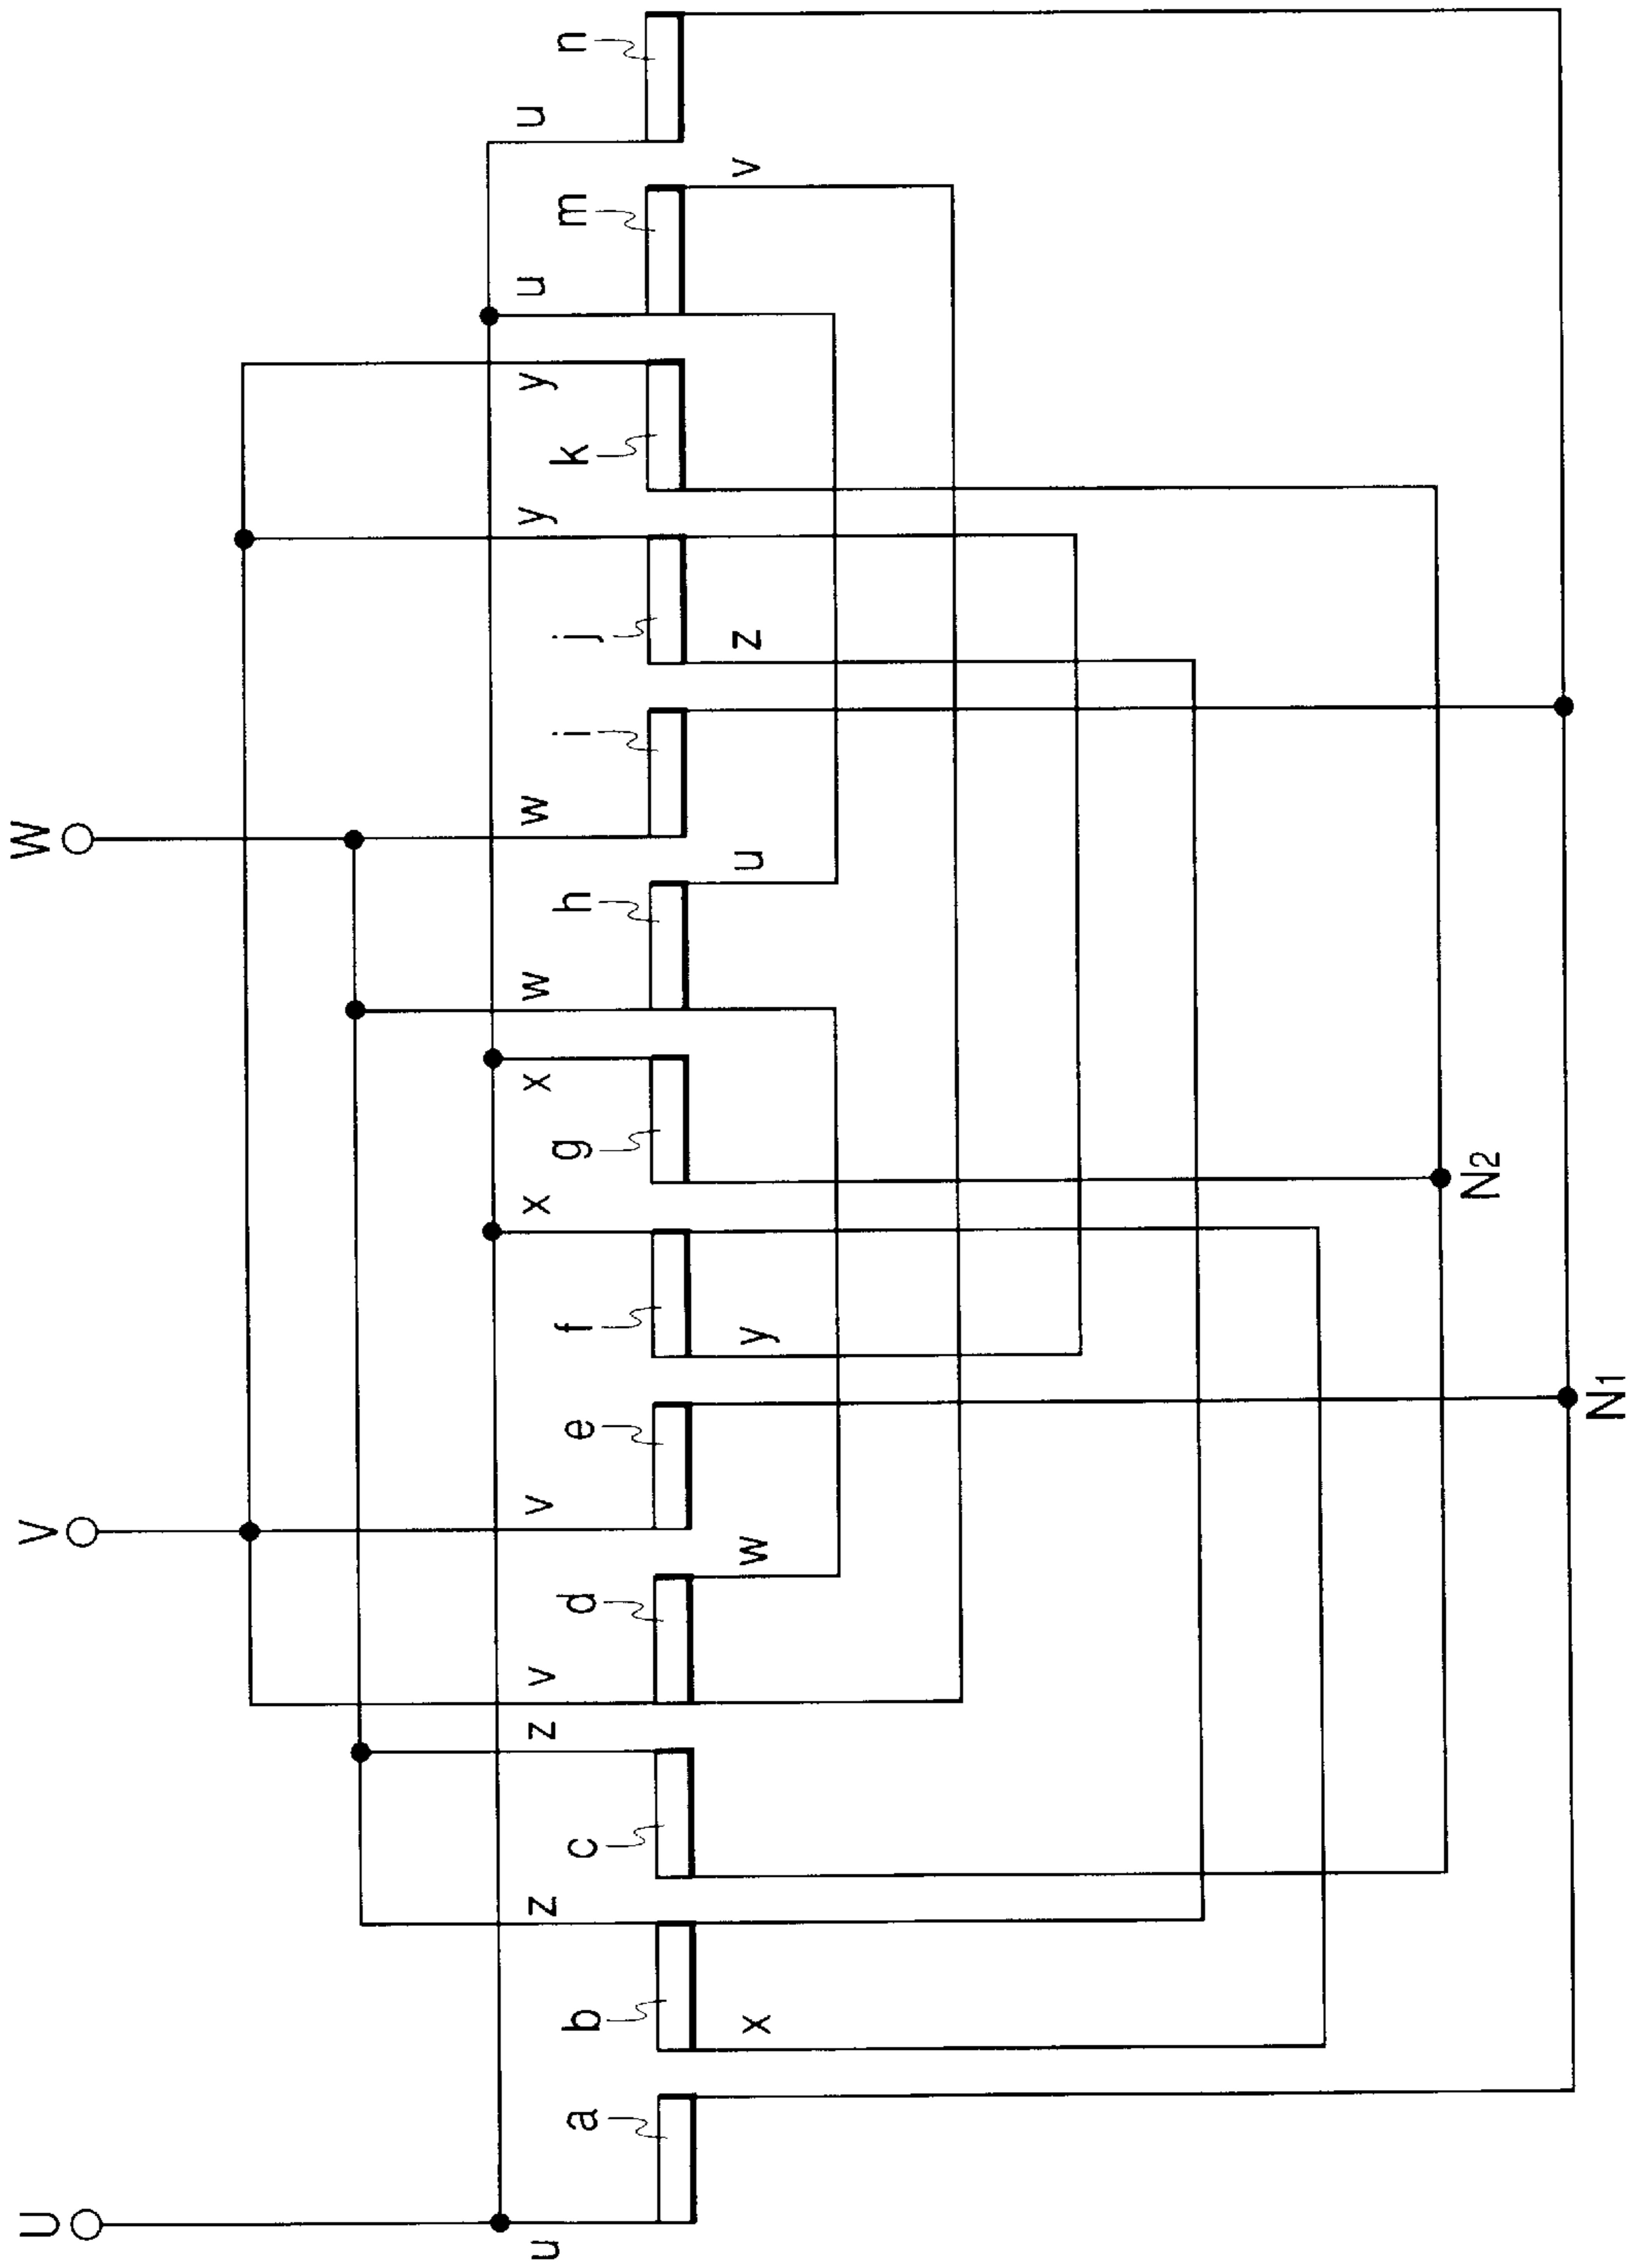 U V W
u z z v v x x w w y y u u
a b c d e f g h i j k m n
x w y u z v
N2
N1